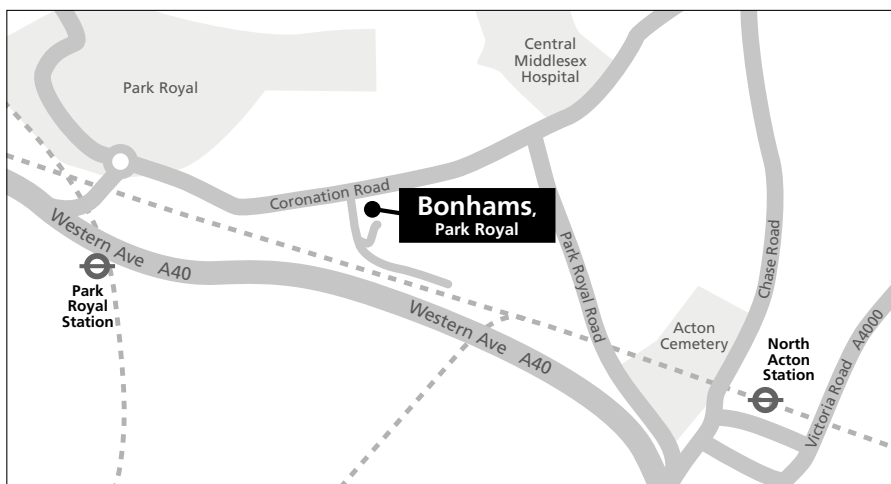 Central
Middlesex
Hospital
Park Royal
Coronation Road
Bonhams,
Park Royal
Western Ave A40
Park
Royal
Station
Park Royal Road
Chase Road
Western Ave A40
Acton
Cemetery
North
Acton
Station
Victoria Road A4000